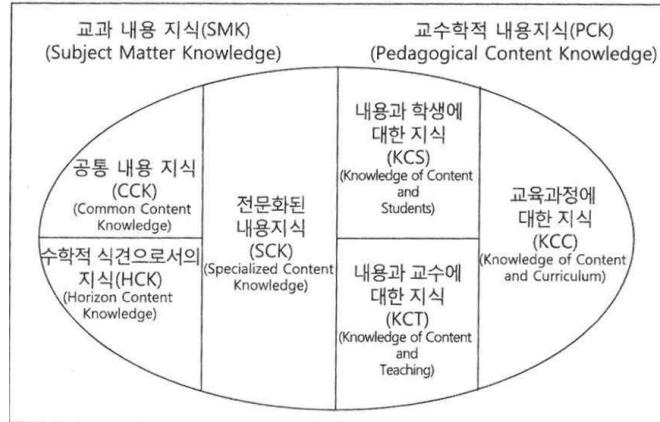 교과 내용 지식(SMK)
(Subject Matter Knowledge)
교수학적 내용지식(PCK)
(Pedagogical Content Knowledge)
공통 내용 지식
(CCK)
(Common Content
Knowledge)
수학적 식견으로서의
지식(HCK)
(Horizon Content
Knowledge)
전문화된
내용지식
(SCK)
(Specialized Content
Knowledge)
내용과 학생에
대한 지식
(KCS)
(Knowledge of Content
and
Students)
내용과 교수에
대한 지식
(KCT)
(Knowledge of Content
and
Teaching)
교육과정에
대한 지식
(KCC)
(Knowledge of Content
and Curriculum)